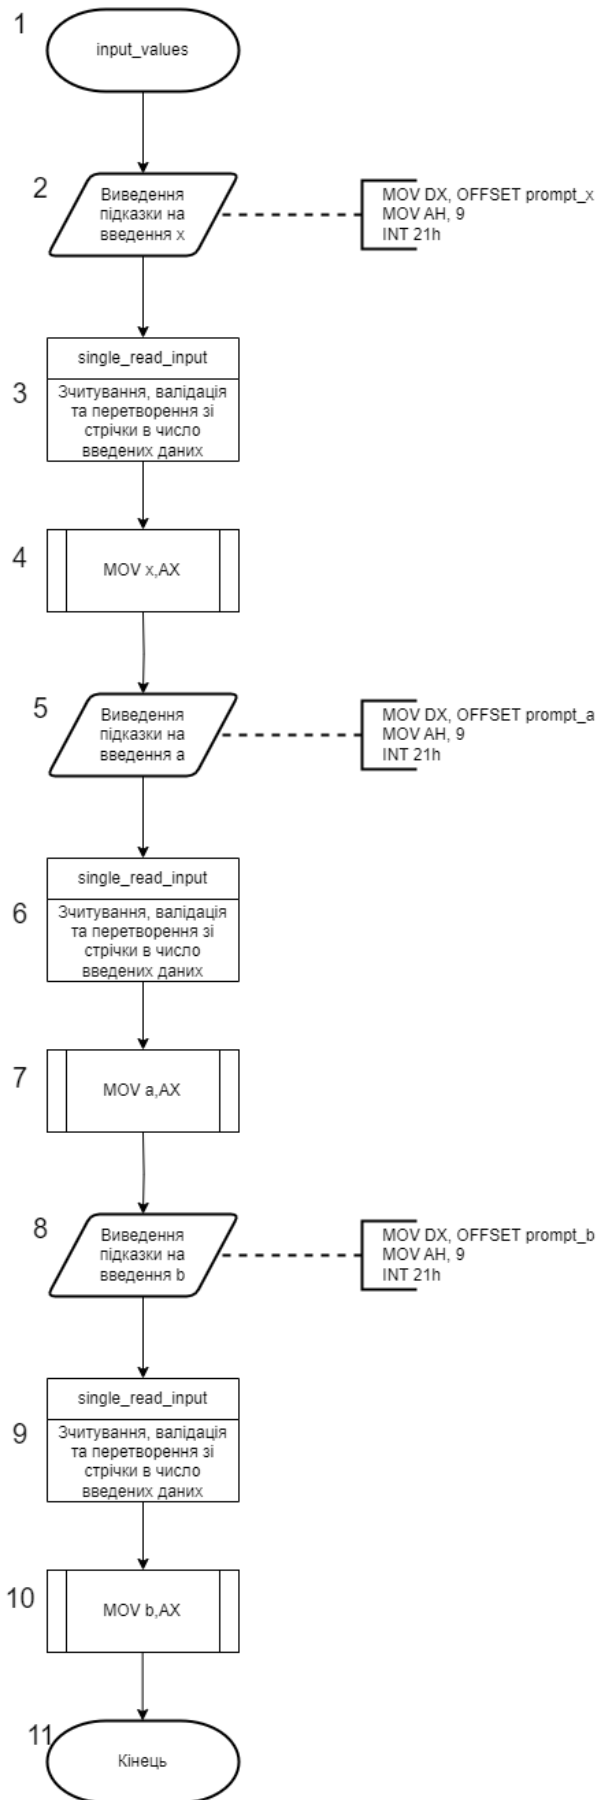 1
input_values
2
Виведення
підказки на
введення x
MOV DX, OFFSET prompt_x
MOV AH, 9
INT 21h
single_read_input
3
Зчитування, валідація
та перетворення зі
стрічки в число
введених даних
4
MOV x,AX
5
Виведення
підказки на
введення a
MOV DX, OFFSET prompt_a
MOV AH, 9
INT 21h
single_read_input
6
Зчитування, валідація
та перетворення зі
стрічки в число
введених даних
7
MOV a,AX
8
Виведення
підказки на
введення b
MOV DX, OFFSET prompt_b
MOV AH, 9
INT 21h
single_read_input
9
Зчитування, валідація
та перетворення зі
стрічки в число
введених даних
10
MOV b,AX
11
Кінець